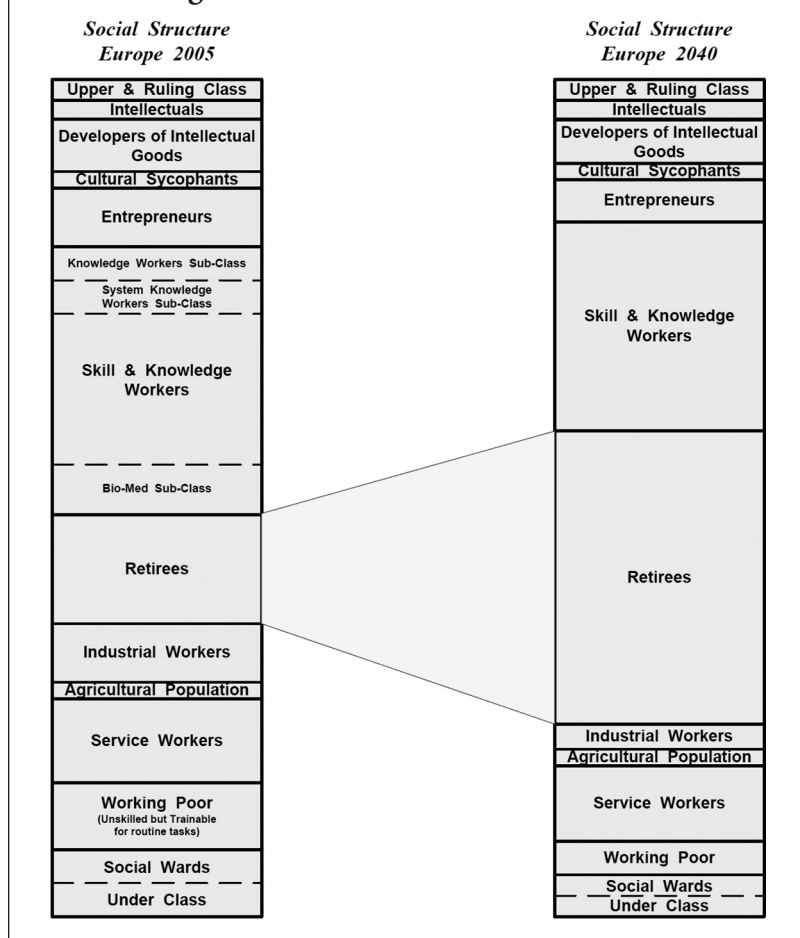 Social Structure
Europe 2005
Upper & Ruling Class
Intellectuals
Developers of Intellectual
Goods
Cultural Sycophants
Entrepreneurs
Knowledge Workers Sub-Class
System Knowledge
Workers Sub-Class
Skill & Knowledge
Workers
Bio-Med Sub-Class
Retirees
Industrial Workers
Agricultural Population
Service Workers
Working Poor
(Unskilled but Trainable
for routine tasks)
Social Wards
Under Class
Social Structure
Europe 2040
Upper & Ruling Class
Intellectuals
Developers of Intellectual
Goods
Cultural Sycophants
Entrepreneurs
Skill & Knowledge
Workers
Retirees
Industrial Workers
Agricultural Population
Service Workers
Working Poor
Social Wards
Under Class